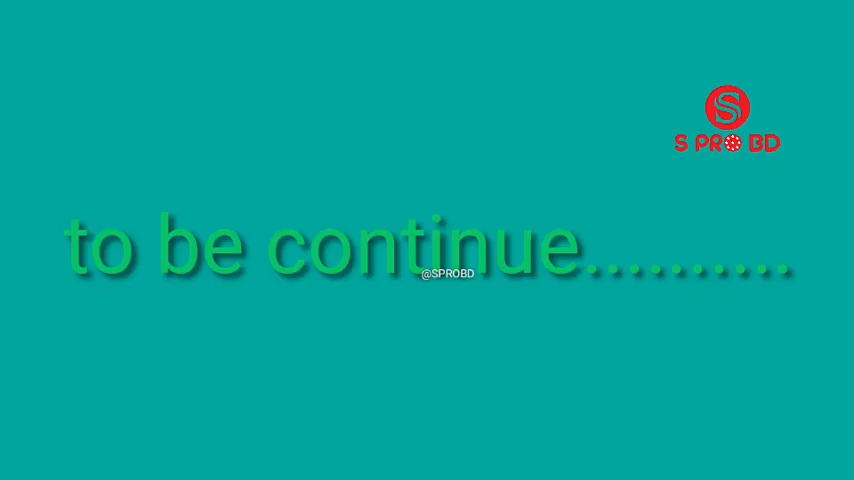 S
S PRO BD
to be continue..........
@SPROBD